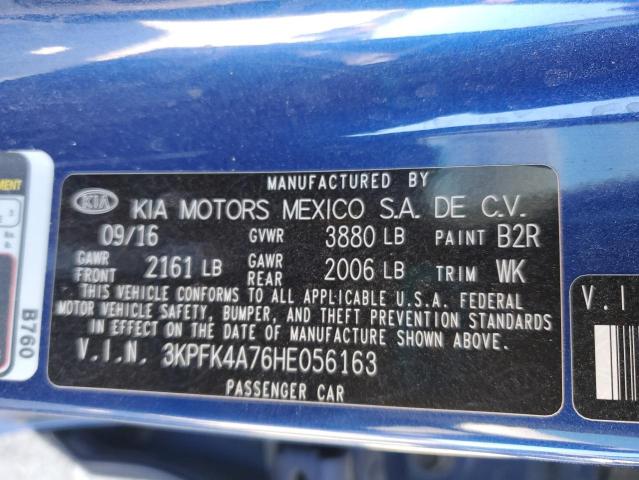 MANUFACTURED BY
KIA KIA MOTORS MEXICO S.A. DE C.V.
09/16 GVWR 3880 LB PAINT B2R
GAWR FRONT 2161 LB GAWR REAR 2006 LB TRIM WK
THIS VEHICLE CONFORMS TO ALL APPLICABLE U.S.A. FEDERAL
MOTOR VEHICLE SAFETY, BUMPER, AND THEFT PREVENTION STANDARDS
IN EFFECT ON THE DATE OF MANUFACTURE SHOWN ABOVE.
V.I.N. 3KPFK4A76HE056163
PASSENGER CAR
B760
V.I